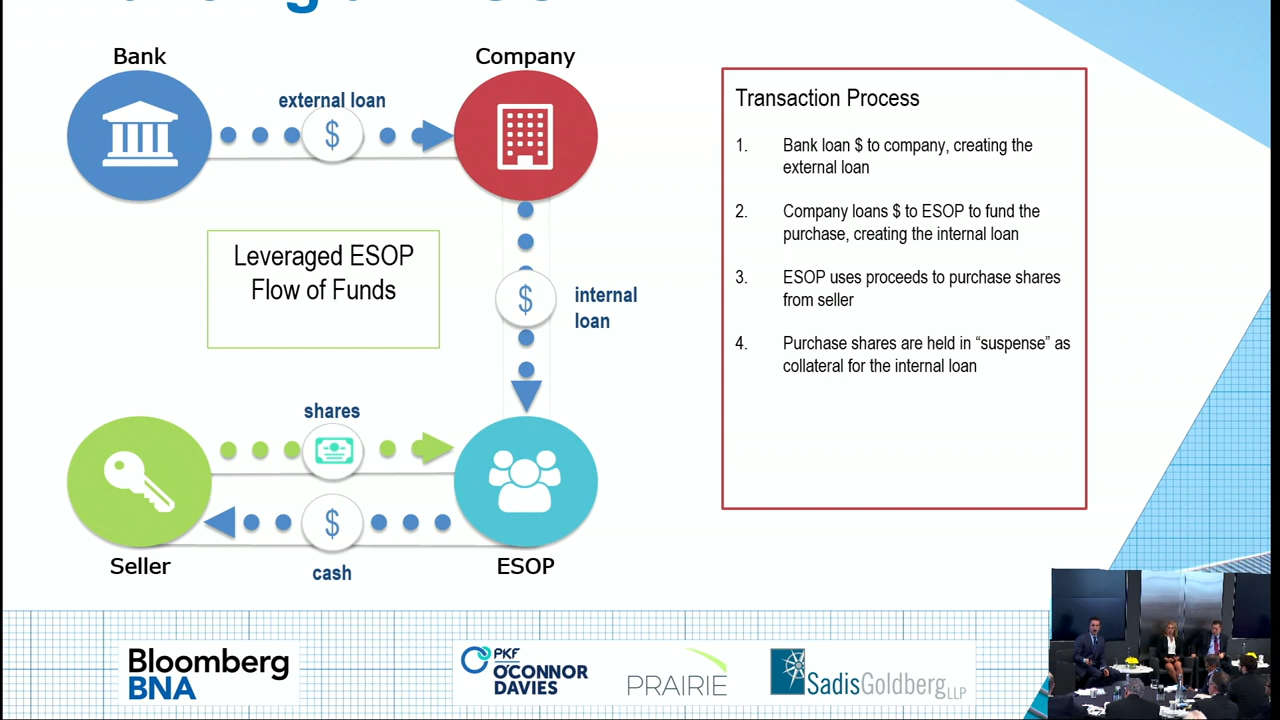 Bank
Company
external loan
$
Transaction Process
1. Bank loan $ to company, creating the
external loan
2. Company loans $ to ESOP to fund the
purchase, creating the internal loan
3. ESOP uses proceeds to purchase shares
from seller
4. Purchase shares are held in “suspense” as
collateral for the internal loan
Leveraged ESOP
Flow of Funds
$
internal
loan
shares
$
Seller
cash
ESOP
Bloomberg
BNA
PKF
O'CONNOR
DAVIES
PRAIRIE
SadisGoldberg LLP